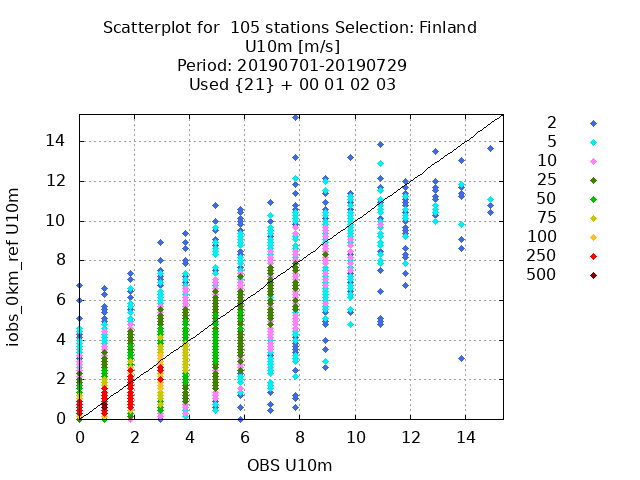 Scatterplot for  105 stations Selection: Finland
U10m [m/s]
Period: 20190701-20190729
Used {21} + 00 01 02 03
iobs_0km_ref U10m
14
12
10
8
6
4
2
0
0 2 4 6 8 10 12 14
OBS U10m
2
5
10
25
50
75
100
250
500